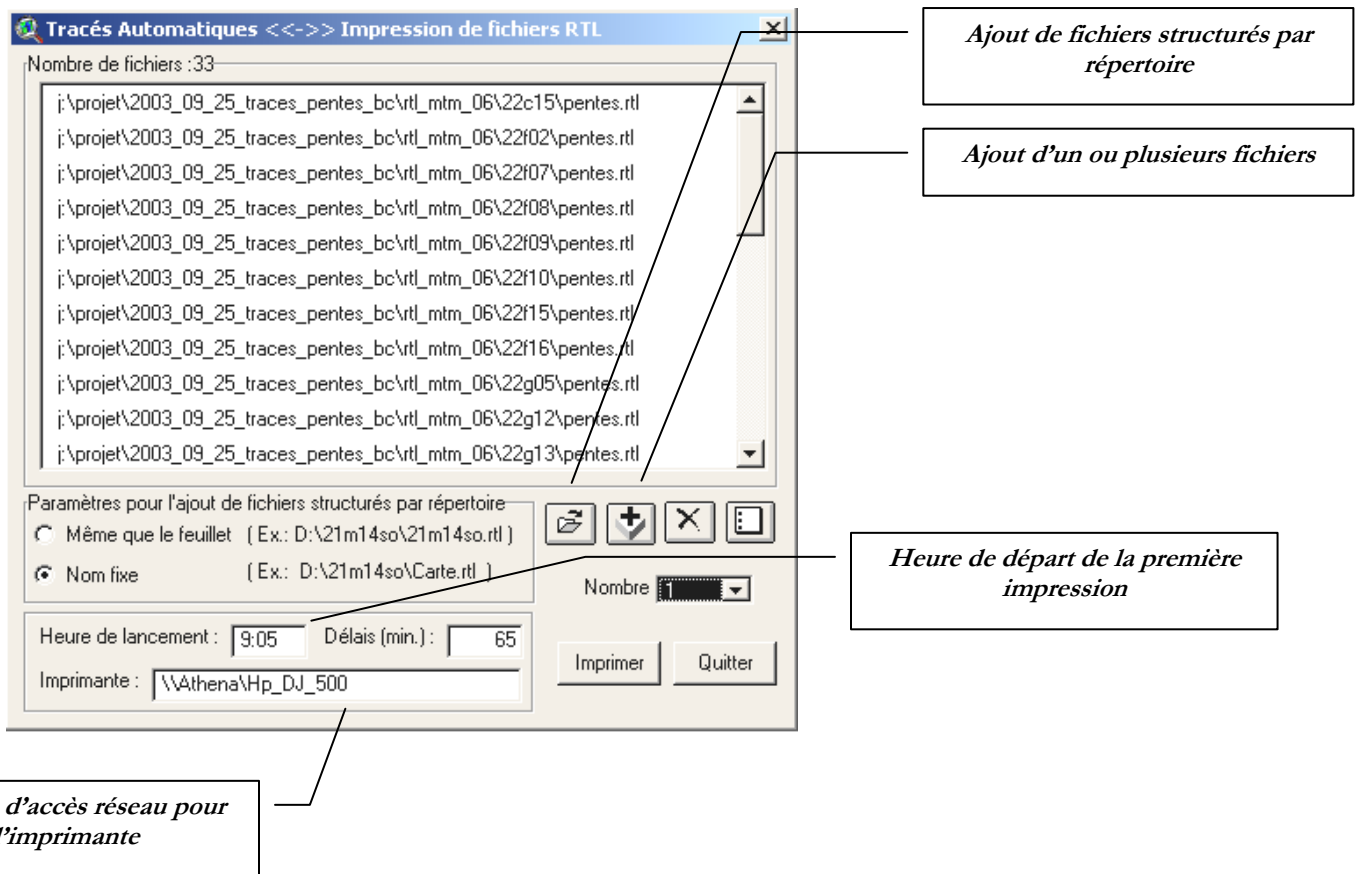 Tracés Automatiques <<->> Impression de fichiers RTL
Nombre de fichiers :33
j:\projet\2003_09_25_traces_pentes_bc\rtl_mtm_06\22c15\pentes.rtl
j:\projet\2003_09_25_traces_pentes_bc\rtl_mtm_06\22f02\pentes.rtl
j:\projet\2003_09_25_traces_pentes_bc\rtl_mtm_06\22f07\pentes.rtl
j:\projet\2003_09_25_traces_pentes_bc\rtl_mtm_06\22f08\pentes.rtl
j:\projet\2003_09_25_traces_pentes_bc\rtl_mtm_06\22f09\pentes.rtl
j:\projet\2003_09_25_traces_pentes_bc\rtl_mtm_06\22f10\pentes.rtl
j:\projet\2003_09_25_traces_pentes_bc\rtl_mtm_06\22f15\pentes.rtl
j:\projet\2003_09_25_traces_pentes_bc\rtl_mtm_06\22f16\pentes.rtl
j:\projet\2003_09_25_traces_pentes_bc\rtl_mtm_06\22g05\pentes.rtl
j:\projet\2003_09_25_traces_pentes_bc\rtl_mtm_06\22g12\pentes.rtl
j:\projet\2003_09_25_traces_pentes_bc\rtl_mtm_06\22g13\pentes.rtl
Paramètres pour l'ajout de fichiers structurés par répertoire
Même que le feuillet ( Ex.: D:\21m14so\21m14so.rtl )
Nom fixe ( Ex.: D:\21m14so\Carte.rtl )
Nombre 1
Heure de lancement : 9:05 Délais (min.) : 65
Imprimante : \\Athena\Hp_DJ_500
Imprimer Quitter
Ajout de fichiers structurés par
répertoire
Ajout d'un ou plusieurs fichiers
Heure de départ de la première
impression
d'accès réseau pour
l'imprimante